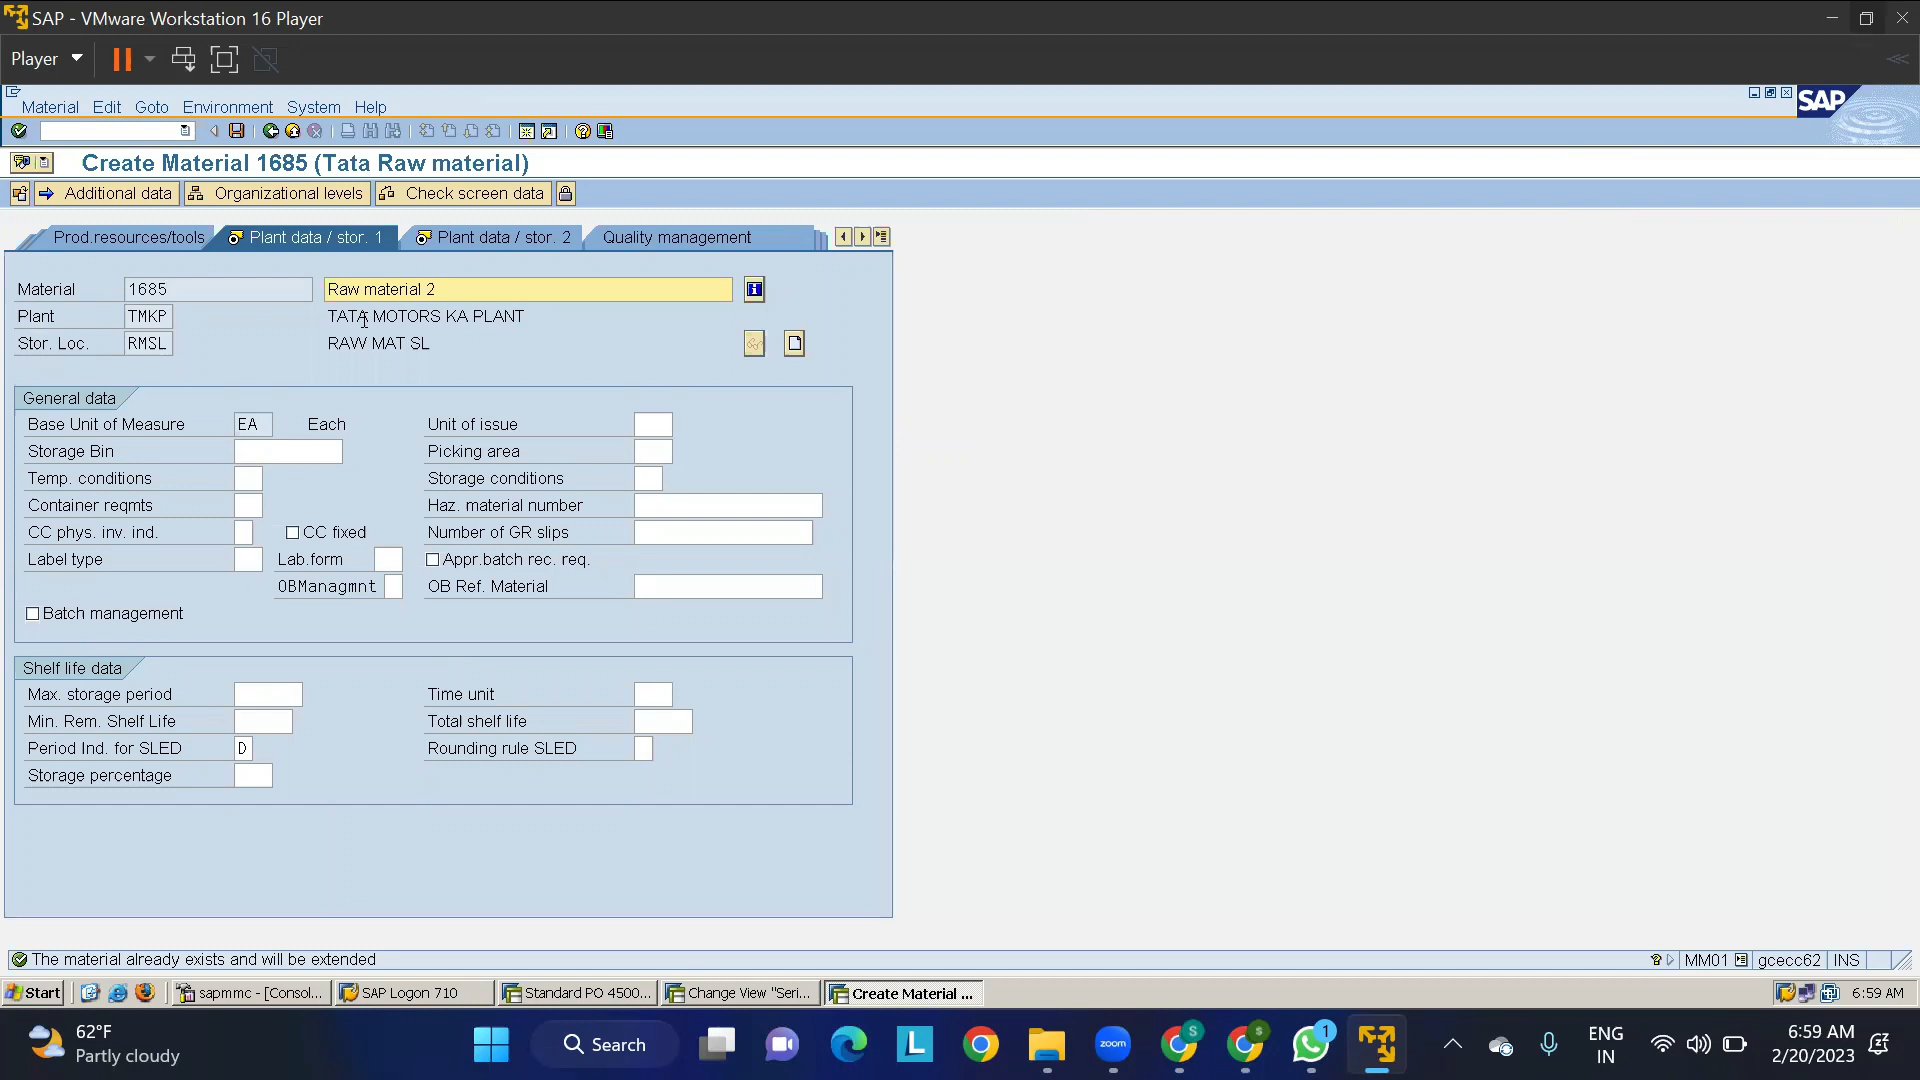 SAP - VMware Workstation 16 Player
Player
Material Edit Goto Environment System Help
SAP
Create Material 1685 (Tata Raw material)
Additional data Organizational levels Check screen data
Prod.resources/tools Plant data / stor. 1 Plant data / stor. 2 Quality management
Material 1685 Raw material 2
Plant TMKP TATA MOTORS KA PLANT
Stor. Loc. RMSL RAW MAT SL
General data
Base Unit of Measure EA Each Unit of issue
Storage Bin Picking area
Temp. conditions Storage conditions
Container reqmts Haz. material number
CC phys. inv. ind. CC fixed Number of GR slips
Label type Lab.form Appr.batch rec. req.
OBManagmnt OB Ref. Material
Batch management
Shelf life data
Max. storage period Time unit
Min. Rem. Shelf Life Total shelf life
Period Ind. for SLED D Rounding rule SLED
Storage percentage
The material already exists and will be extended MM01 gcecc62 INS
Start sapmmc - [Consol... SAP Logon 710 Standard PO 4500... Change View "Seri... Create Material ... 6:59 AM
62°F
Partly cloudy
Search
L
zoom
S
S
1
ENG
IN
6:59 AM
2/20/2023